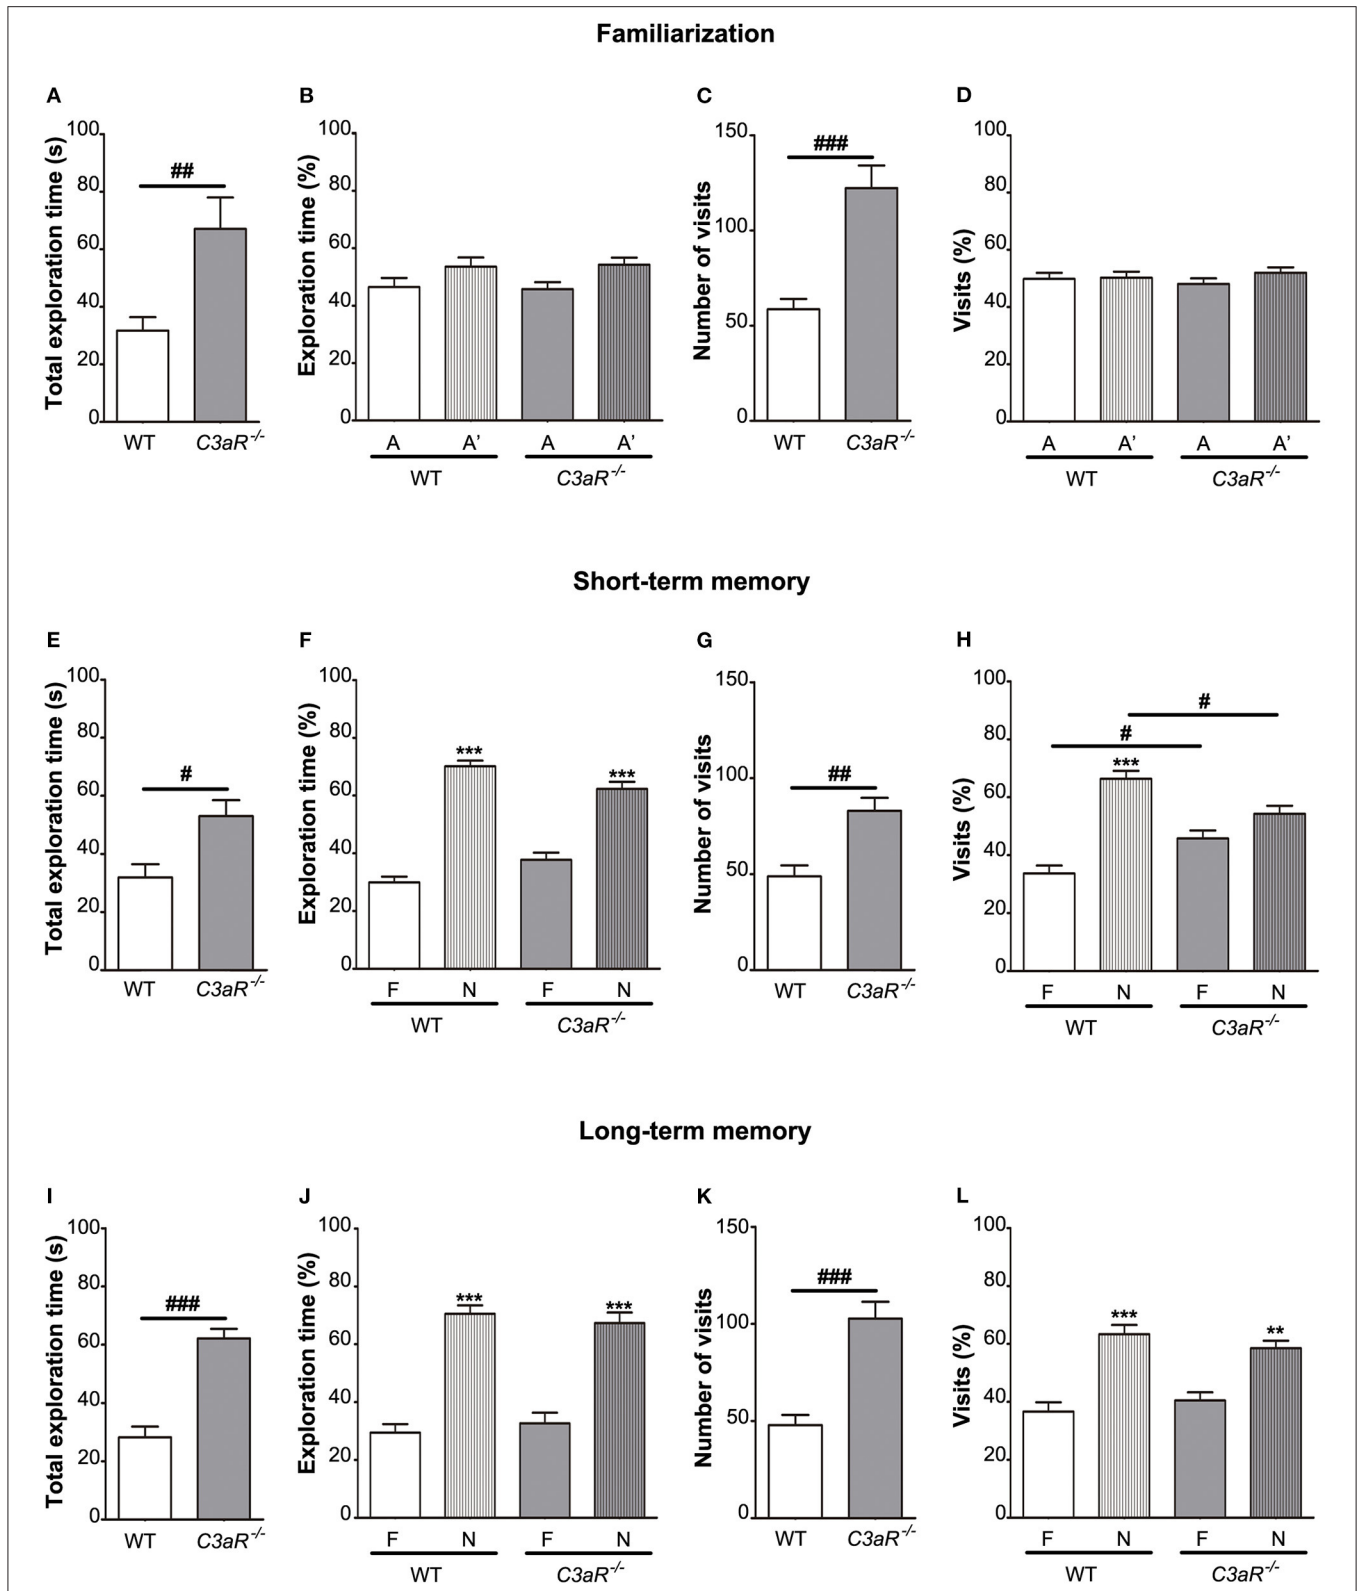 Familiarization
A B C D
Total exploration time (s)
100
80
60
40
20
0
##
WT C3aR-/-
Exploration time (%)
100
80
60
40
20
0
A A’ A A’
WT C3aR-/-
Number of visits
150
100
50
0
###
WT C3aR-/-
Visits (%)
100
80
60
40
20
0
A A’ A A’
WT C3aR-/-
Short-term memory
E F G H
Total exploration time (s)
100
80
60
40
20
0
#
WT C3aR-/-
Exploration time (%)
100
80
60
40
20
0
*** ***
F N F N
WT C3aR-/-
Number of visits
150
100
50
0
##
WT C3aR-/-
Visits (%)
100
80
60
40
20
0
#
#
***
F N F N
WT C3aR-/-
Long-term memory
I J K L
Total exploration time (s)
100
80
60
40
20
0
###
WT C3aR-/-
Exploration time (%)
100
80
60
40
20
0
*** ***
F N F N
WT C3aR-/-
Number of visits
150
100
50
0
###
WT C3aR-/-
Visits (%)
100
80
60
40
20
0
*** **
F N F N
WT C3aR-/-